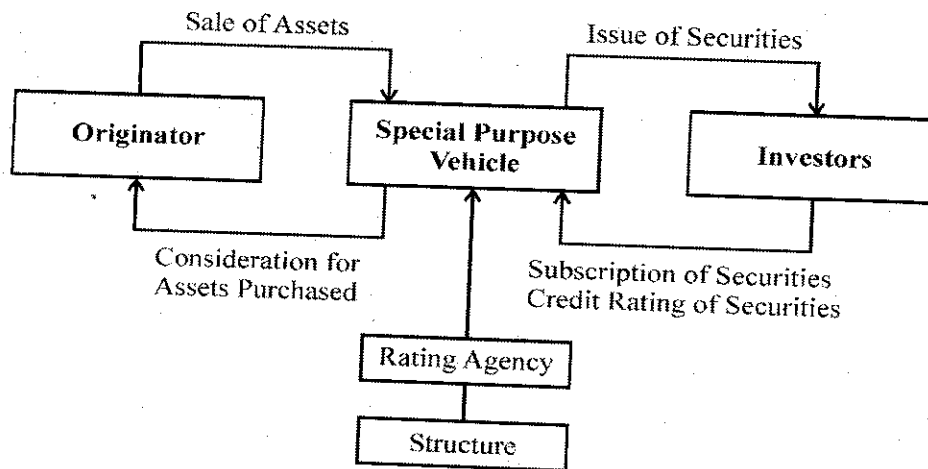 Sale of Assets
Issue of Securities
Originator
Special Purpose
Vehicle
Investors
Consideration for
Assets Purchased
Subscription of Securities
Credit Rating of Securities
Rating Agency
Structure